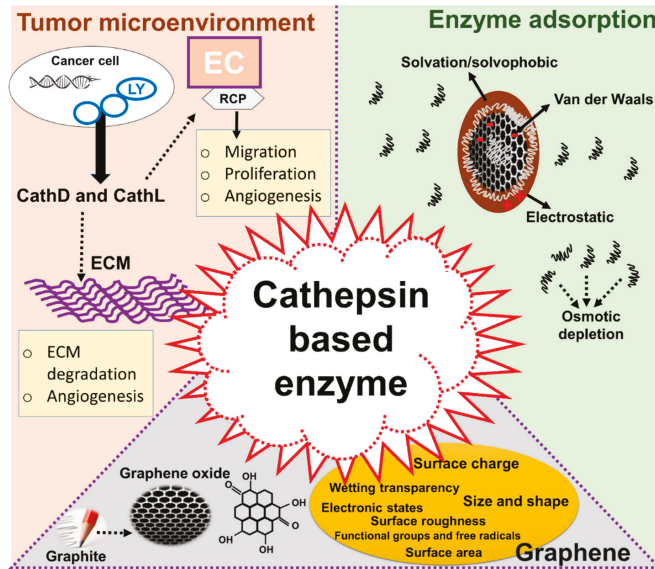 Tumor microenvironment
Cancer cell
LY
EC
RCP
○ Migration
○ Proliferation
○ Angiogenesis
CathD and CathL
ECM
○ ECM
degradation
○ Angiogenesis
Enzyme adsorption
Solvation/solvophobic
Van der Waals
Electrostatic
Osmotic
depletion
Cathepsin
based
enzyme
Graphite
Graphene oxide
O
OH
OH
O
OH
OH
Surface charge
Wetting transparency
Size and shape
Electronic states
Surface roughness
Functional groups and free radicals
Surface area
Graphene